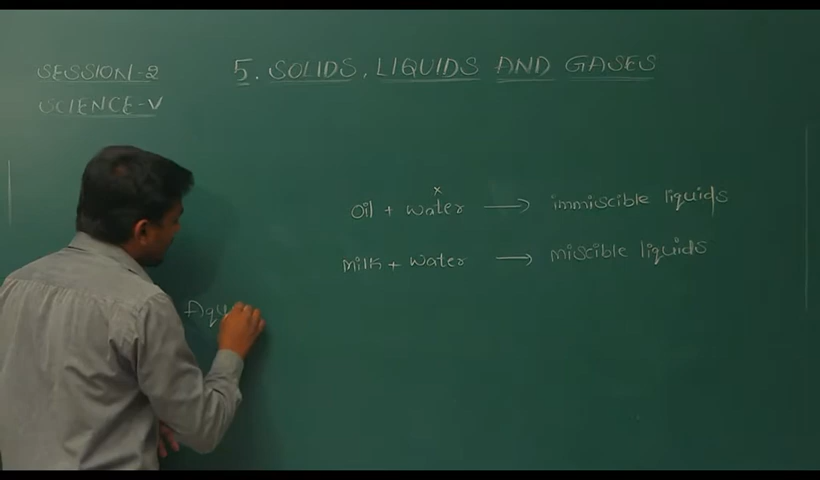 SESSION-2
5. SOLIDS, LIQUIDS AND GASES
SCIENCE-V
x
Oil + water → immiscible liquids
Milk + water → miscible liquids
Aqu